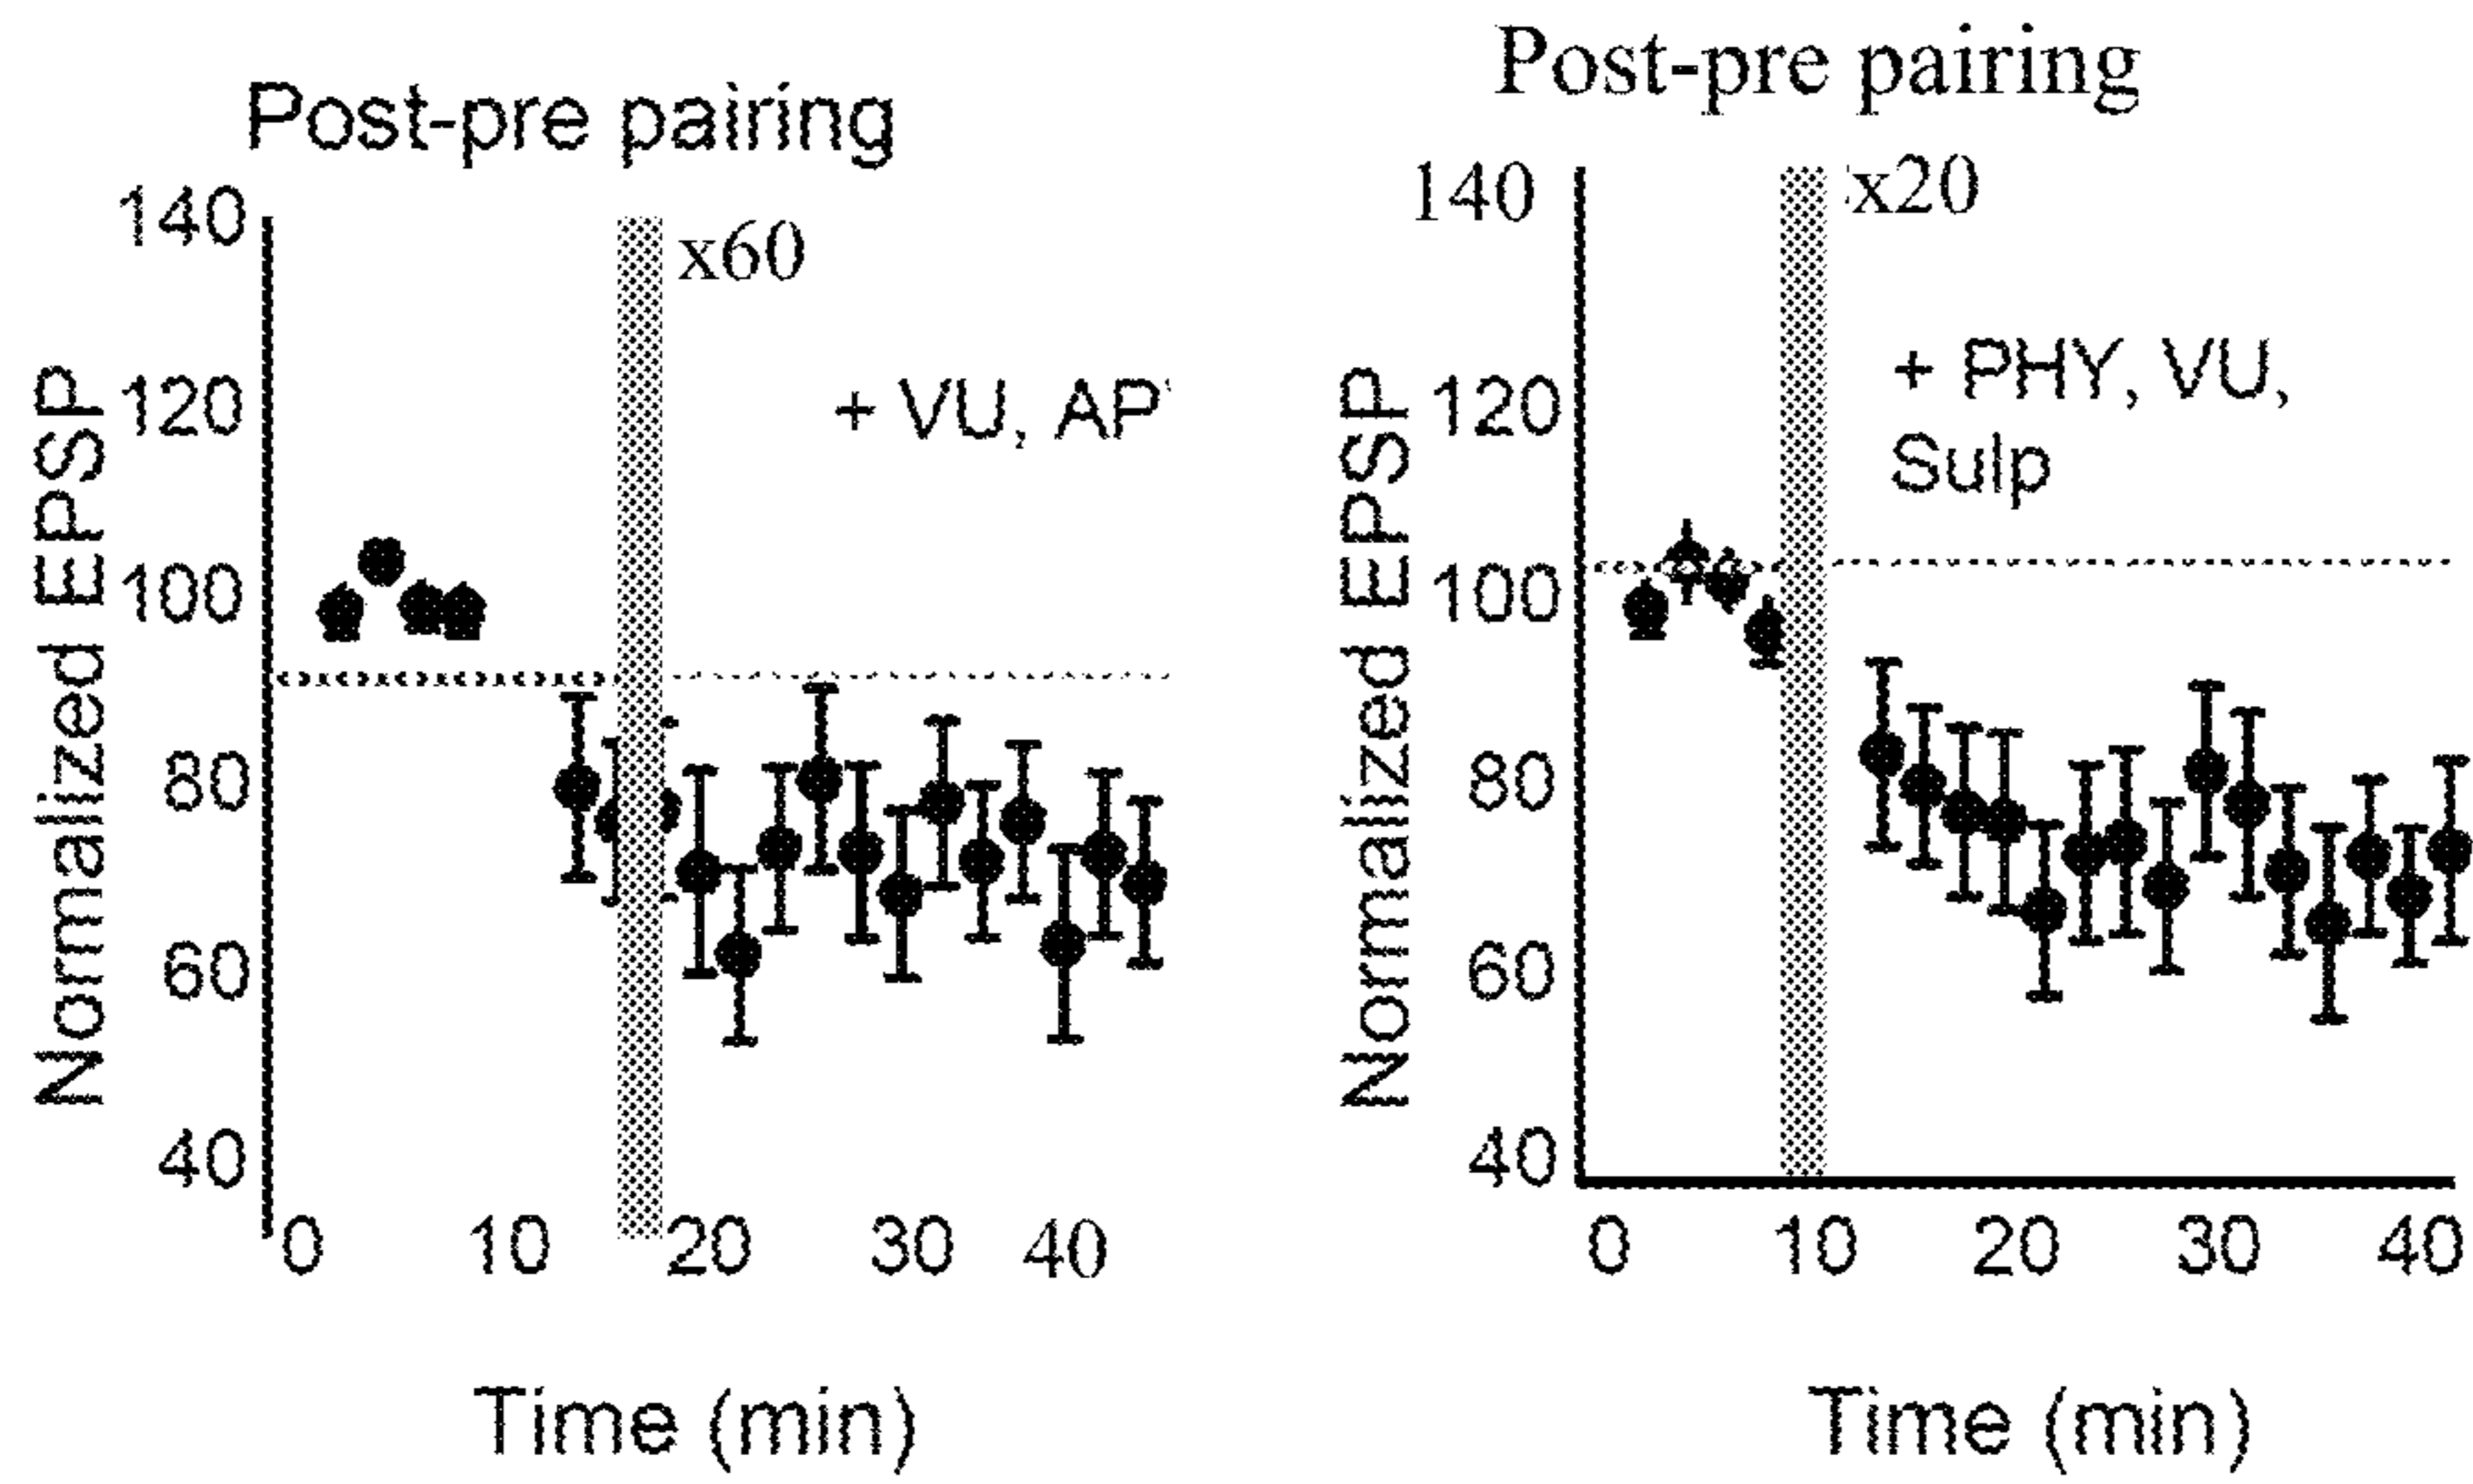 Post-pre pairing
140
x60
120
+ VU, AP
100
80
60
40
0 10 20 30 40
Normalized EPSP
Time (min)
Post-pre pairing
140
x20
120
+ PHY, VU,
Sulp
100
80
60
40
0 10 20 30 40
Normalized EPSP
Time (min)